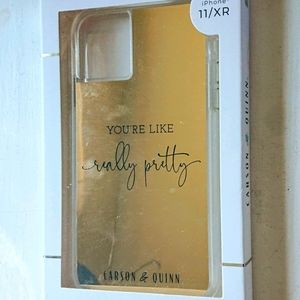 iPhone
11/XR
YOU'RE LIKE
really pretty
CARSON & QUINN
CARSON & QUINN